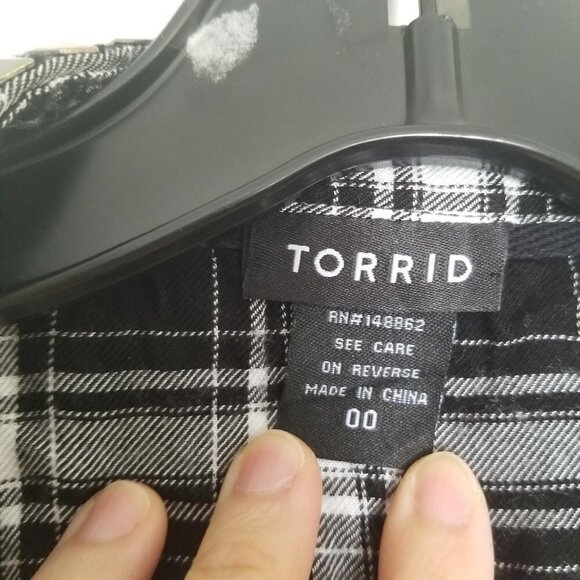 TORRID
RN#148862
SEE CARE
ON REVERSE
MADE IN CHINA
00